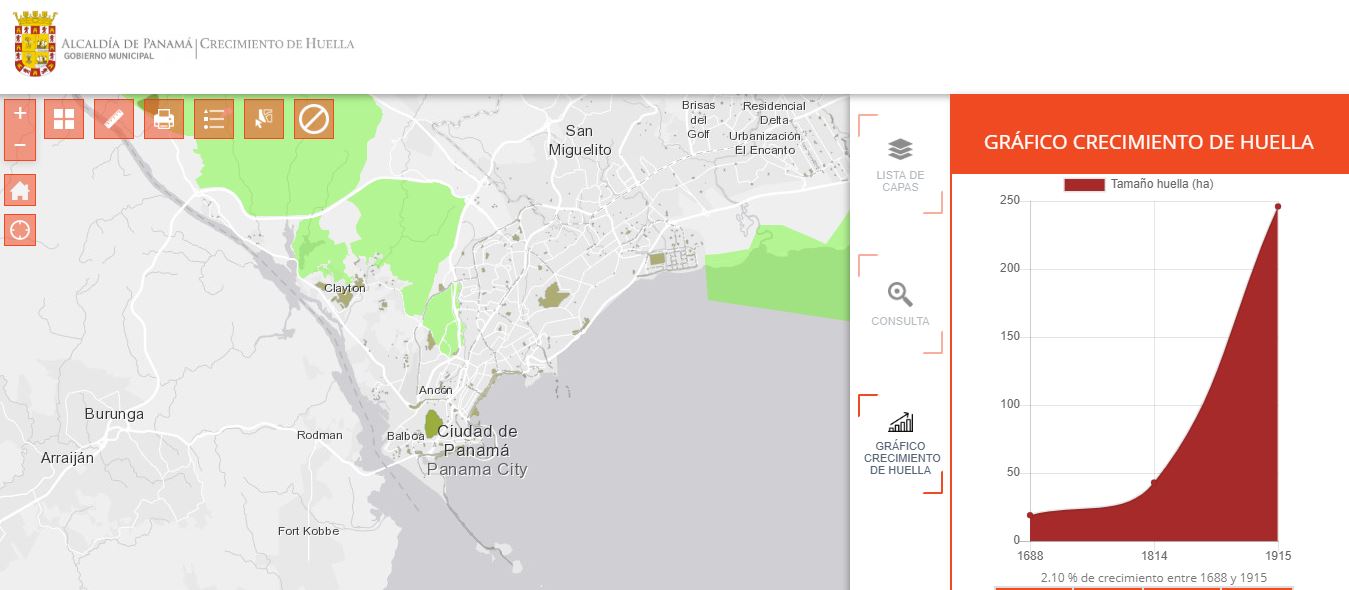 ALCALDÍA DE PANAMÁ | CRECIMIENTO DE HUELLA
GOBIERNO MUNICIPAL
+
−
San
Miguelito
Brisas
del
Golf
Residencial
Delta
Urbanización
El Encanto
Clayton
Ancón
Burunga
Arraiján
Rodman
Balboa
Ciudad de
Panamá
Panama City
Fort Kobbe
LISTA DE
CAPAS
CONSULTA
GRÁFICO
CRECIMIENTO
DE HUELLA
GRÁFICO CRECIMIENTO DE HUELLA
Tamaño huella (ha)
250
200
150
100
50
0
1688
1814
1915
2.10 % de crecimiento entre 1688 y 1915